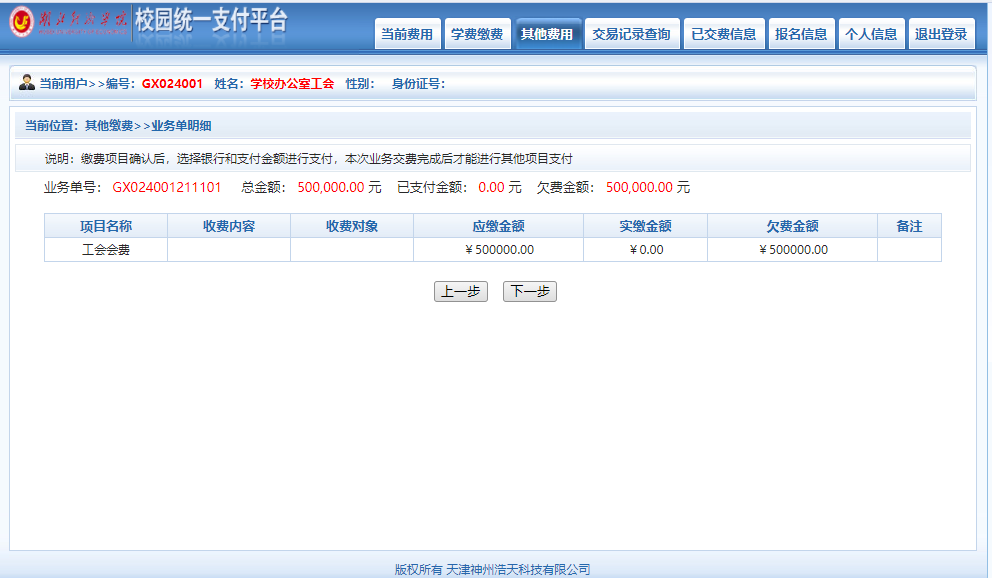 校园统一支付平台
当前费用 学费缴费 其他费用 交易记录查询 已交费信息 报名信息 个人信息 退出登录
当前用户>>编号：GX024001 姓名：学校办公室工会 性别： 身份证号：
当前位置：其他缴费>>业务单明细
说明：缴费项目确认后，选择银行和支付金额进行支付，本次业务交费完成后才能进行其他项目支付
业务单号： GX024001211101 总金额： 500,000.00 元 已支付金额： 0.00 元 欠费金额： 500,000.00 元
项目名称 收费内容 收费对象 应缴金额 实缴金额 欠费金额 备注
工会会费 ￥500000.00 ￥0.00 ￥500000.00
上一步 下一步
版权所有 天津神州浩天科技有限公司